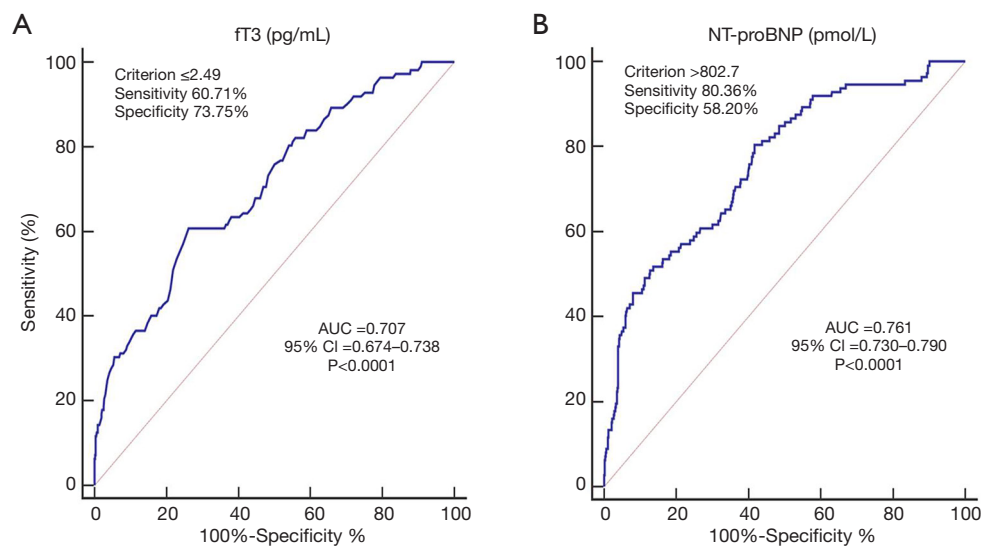 A
fT3 (pg/mL)
Criterion ≤2.49
Sensitivity 60.71%
Specificity 73.75%
AUC =0.707
95% CI =0.674–0.738
P<0.0001
Sensitivity (%)
100
80
60
40
20
0
0 20 40 60 80 100
100%-Specificity %
B
NT-proBNP (pmol/L)
Criterion >802.7
Sensitivity 80.36%
Specificity 58.20%
AUC =0.761
95% CI =0.730–0.790
P<0.0001
100
80
60
40
20
0
0 20 40 60 80 100
100%-Specificity %